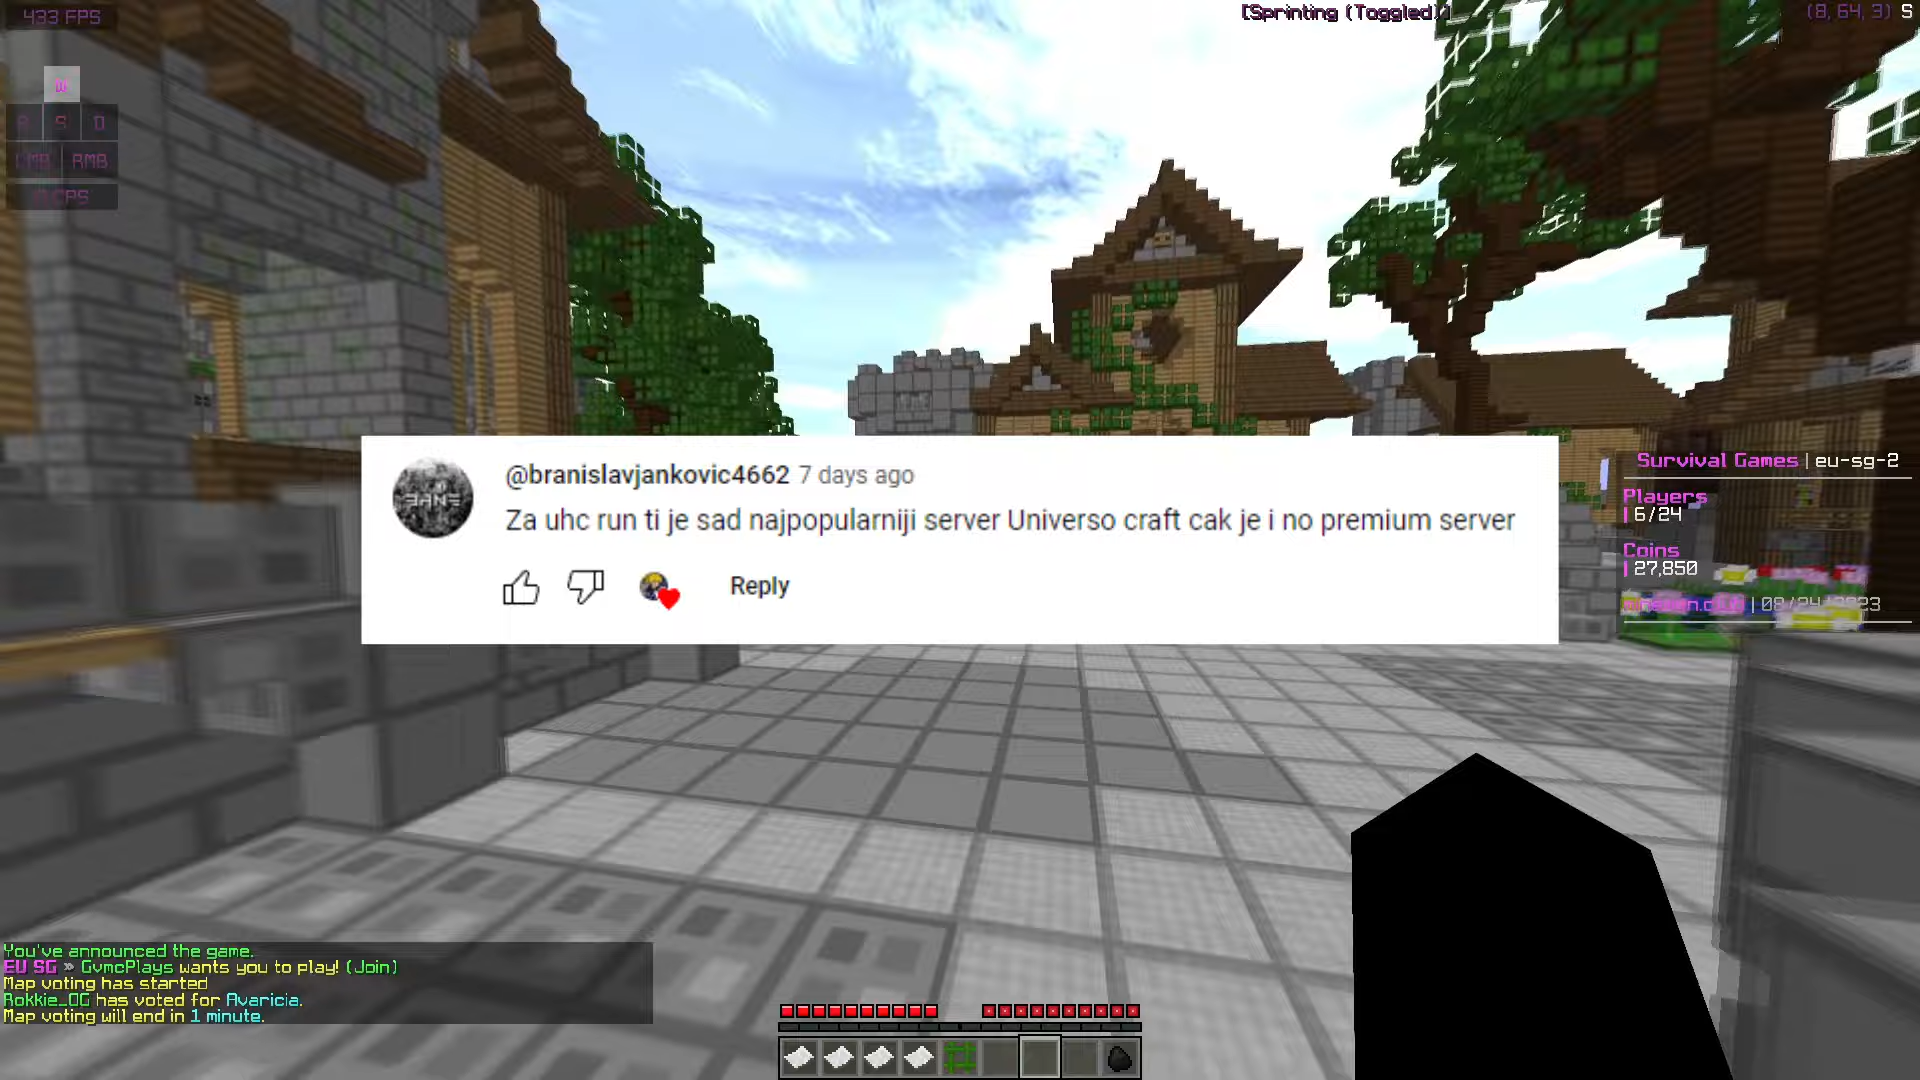 433 FPS
[Sprinting (Toggled)]
(8, 64, 3) S
W
A S D
LMB RMB
CPS
@branislavjankovic4662 7 days ago
Za uhc run ti je sad najpopularniji server Universo craft cak je i no premium server
Reply
Survival Games | eu-sg-2
Players
6/24
Coins
27,850
You've announced the game.
EU SG » GvmcPlays wants you to play! (Join)
Map voting has started
Rokkie_OG has voted for Avaricia.
Map voting will end in 1 minute.